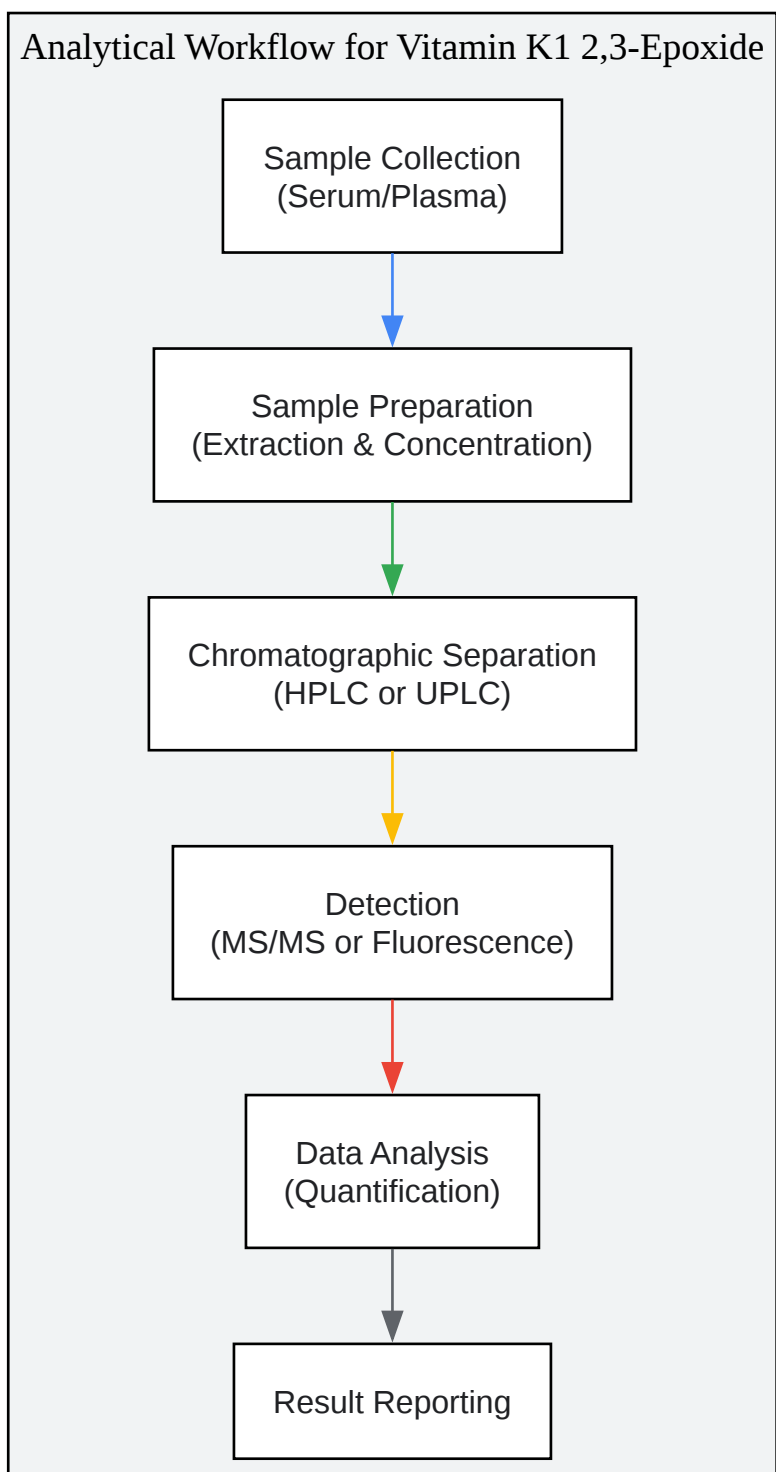 Analytical Workflow for Vitamin K1 2,3-Epoxide
Sample Collection
(Serum/Plasma)
Sample Preparation
(Extraction & Concentration)
Chromatographic Separation
(HPLC or UPLC)
Detection
(MS/MS or Fluorescence)
Data Analysis
(Quantification)
Result Reporting